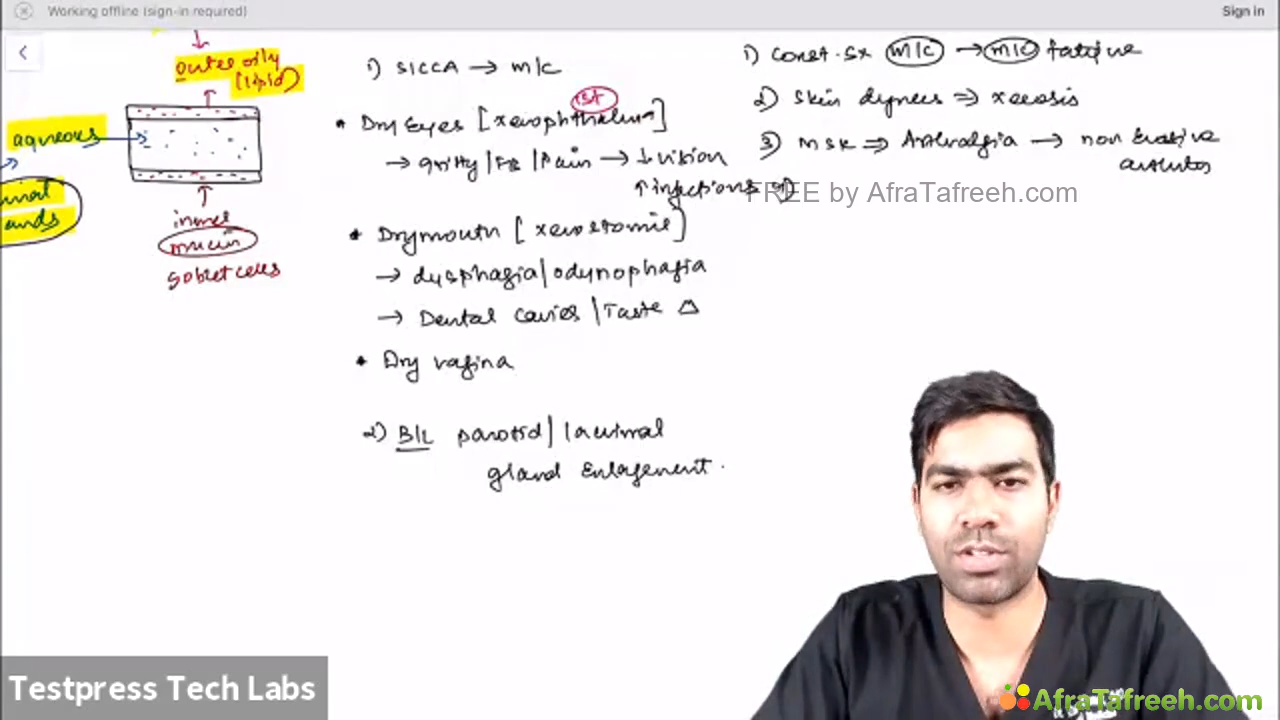 Working offline (sign-in required)
Sign in
outer oily
(lipid)
aqueous
ands
inner
mucin
goblet cells
1) SICCA → m/c
1st
* Dry Eyes [xerophthalmia]
→ gritty/FB/Pain → ↓vision
↑infections
* Dry mouth [xerostomia]
→ dysphagia/odynophagia
→ Dental Caries / Taste Δ
* Dry vagina
2) B/L parotid/lacrimal
gland Enlagement.
1) Const. Sx m/c → m/c fatigue
2) Skin dryness ⇒ xerosis
3) MSK ⇒ Arthralgia → non Erosive
arthritis
FREE by AfraTafreeh.com
Testpress Tech Labs
AfraTafreeh.com